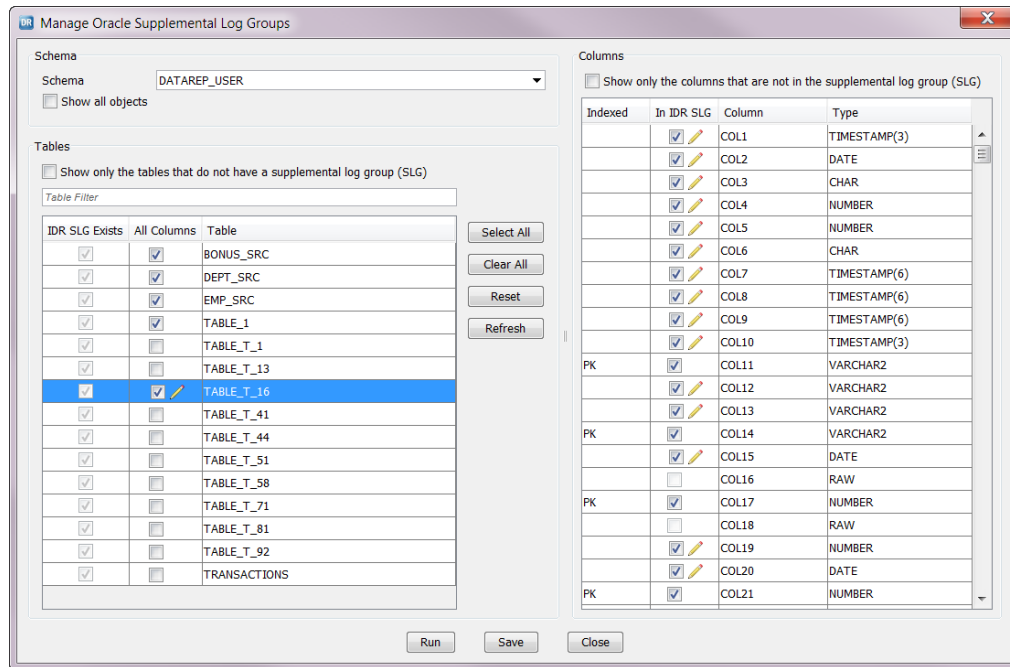 DR Manage Oracle Supplemental Log Groups
Schema
Schema DATAREP_USER
Show all objects
Tables
Show only the tables that do not have a supplemental log group (SLG)
Table Filter
IDR SLG Exists All Columns Table
BONUS_SRC
DEPT_SRC
EMP_SRC
TABLE_1
TABLE_T_1
TABLE_T_13
TABLE_T_16
TABLE_T_41
TABLE_T_44
TABLE_T_51
TABLE_T_58
TABLE_T_71
TABLE_T_81
TABLE_T_92
TRANSACTIONS
Select All
Clear All
Reset
Refresh
Columns
Show only the columns that are not in the supplemental log group (SLG)
Indexed In IDR SLG Column Type
COL1 TIMESTAMP(3)
COL2 DATE
COL3 CHAR
COL4 NUMBER
COL5 NUMBER
COL6 CHAR
COL7 TIMESTAMP(6)
COL8 TIMESTAMP(6)
COL9 TIMESTAMP(6)
COL10 TIMESTAMP(3)
PK COL11 VARCHAR2
COL12 VARCHAR2
COL13 VARCHAR2
PK COL14 VARCHAR2
COL15 DATE
COL16 RAW
PK COL17 NUMBER
COL18 RAW
COL19 NUMBER
COL20 DATE
PK COL21 NUMBER
Run Save Close